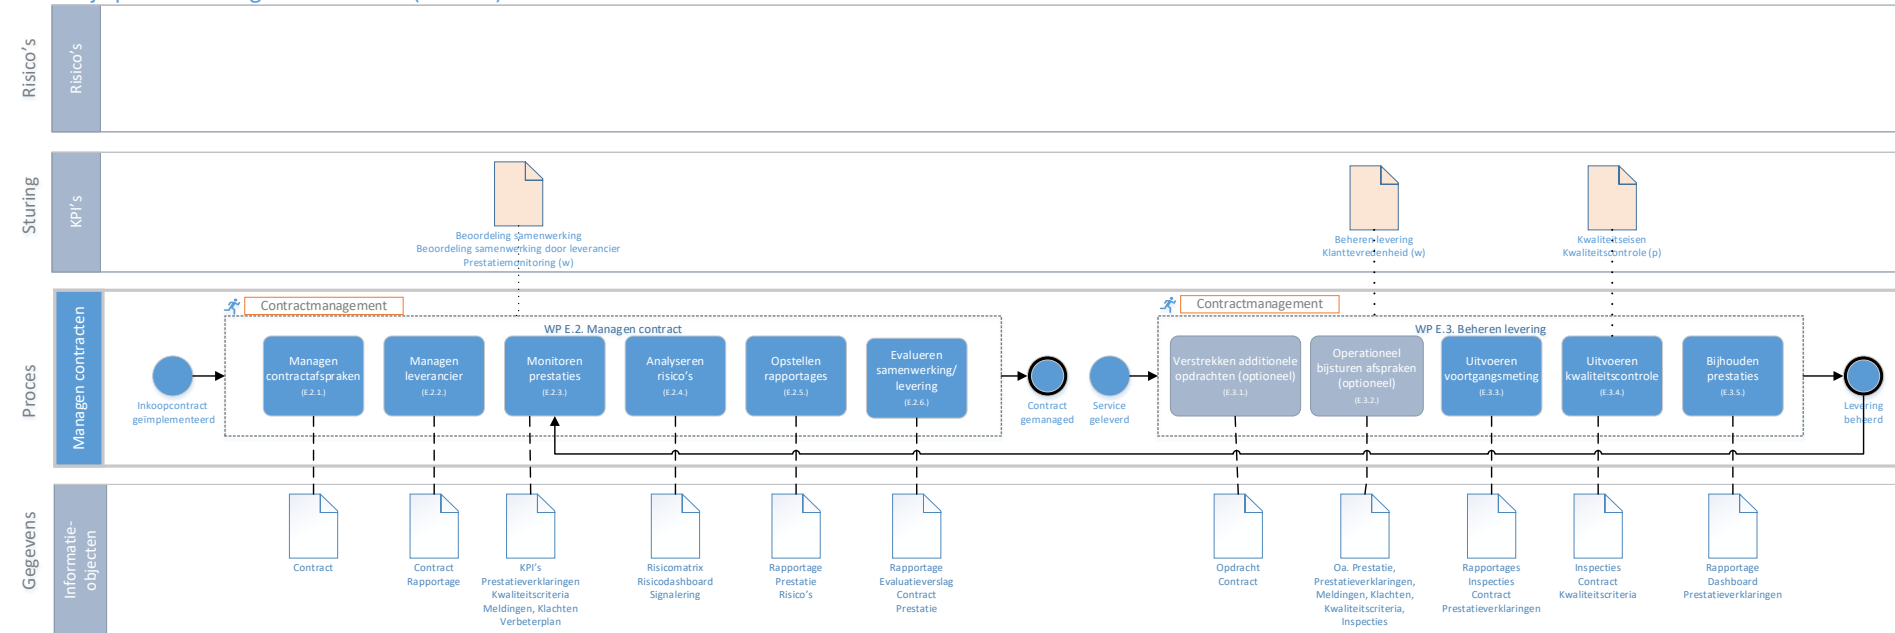 Risico's
Risico's
Sturing
KPI's
Beoordeling samenwerking
Beoordeling samenwerking door leverancier
Prestatiemonitoring (w)
Beheren levering
Klanttevredenheid (w)
Kwaliteitseisen
Kwaliteitscontrole (p)
Proces
Managen contracten
Contractmanagement
WP E.2. Managen contract
Inkoopcontract
geïmplementeerd
Managen
contractafspraken
(E.2.1.)
Managen
leverancier
(E.2.2.)
Monitoren
prestaties
(E.2.3.)
Analyseren
risico's
(E.2.4.)
Opstellen
rapportages
(E.2.5.)
Evalueren
samenwerking/
levering
(E.2.6.)
Contract
gemanaged
Service
geleverd
Contractmanagement
WP E.3. Beheren levering
Verstrekken additionele
opdrachten (optioneel)
(E.3.1.)
Operationeel
bijsturen afspraken
(optioneel)
(E.3.2.)
Uitvoeren
voortgangsmeting
(E.3.3.)
Uitvoeren
kwaliteitscontrole
(E.3.4.)
Bijhouden
prestaties
(E.3.5.)
Levering
beheerd
Gegevens
Informatie-
objecten
Contract
Contract
Rapportage
KPI's
Prestatieverklaringen
Kwaliteitscriteria
Meldingen, Klachten
Verbeterplan
Risicomatrix
Risicodashboard
Signalering
Rapportage
Prestatie
Risico's
Rapportage
Evaluatieverslag
Contract
Prestatie
Opdracht
Contract
Oa. Prestatie,
Prestatieverklaringen,
Meldingen, Klachten,
Kwaliteitscriteria,
Inspecties
Rapportages
Inspecties
Contract
Prestatieverklaringen
Inspecties
Contract
Kwaliteitscriteria
Rapportage
Dashboard
Prestatieverklaringen